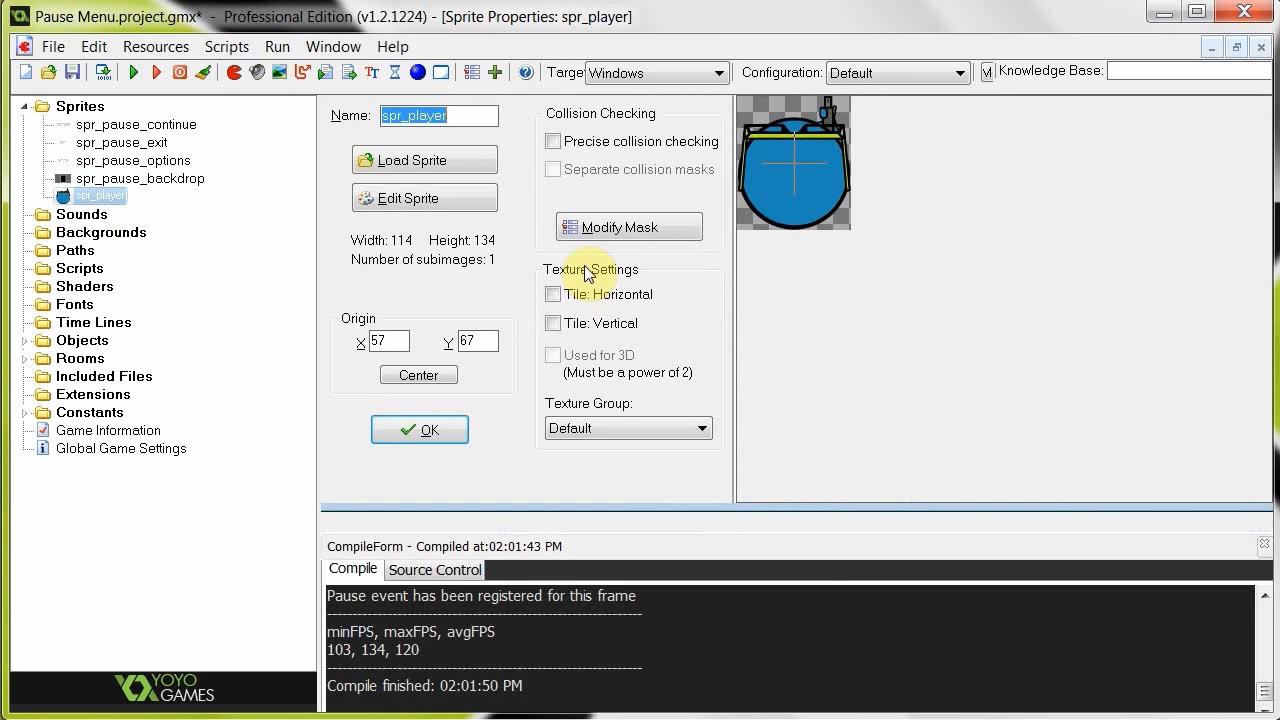 Pause Menu.project.gmx* - Professional Edition (v1.2.1224) - [Sprite Properties: spr_player]
File Edit Resources Scripts Run Window Help
Targe Windows Configuration: Default Knowledge Base:
Sprites
spr_pause_continue
spr_pause_exit
spr_pause_options
spr_pause_backdrop
spr_player
Sounds
Backgrounds
Paths
Scripts
Shaders
Fonts
Time Lines
Objects
Rooms
Included Files
Extensions
Constants
Game Information
Global Game Settings
YOYO
GAMES
Name: spr_player
Load Sprite
Edit Sprite
Width: 114 Height: 134
Number of subimages: 1
Origin
X 57 Y 67
Center
OK
Collision Checking
Precise collision checking
Separate collision masks
Modify Mask
Texture Settings
Tile: Horizontal
Tile: Vertical
Used for 3D
(Must be a power of 2)
Texture Group:
Default
CompileForm - Compiled at:02:01:43 PM
Compile Source Control
Pause event has been registered for this frame
minFPS, maxFPS, avgFPS
103, 134, 120
Compile finished: 02:01:50 PM